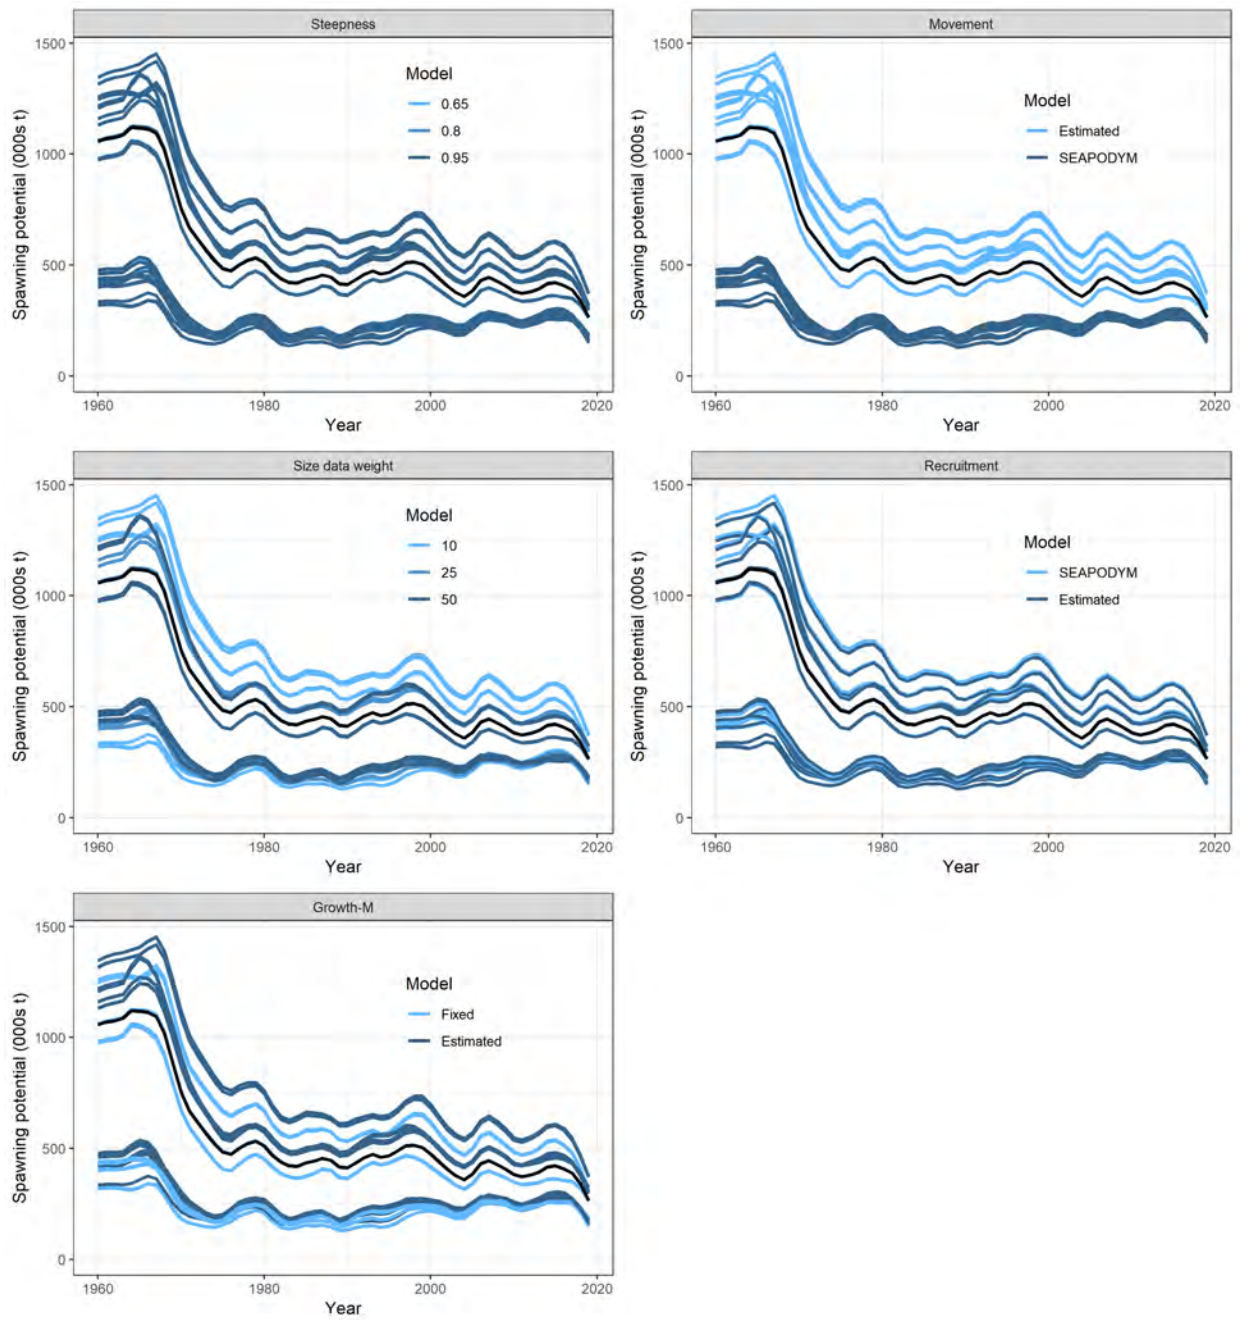 Steepness
Spawning potential (000s t)
1500
1000
500
0
1960
1980
2000
2020
Year
Model
0.65
0.8
0.95
Movement
Spawning potential (000s t)
1500
1000
500
0
1960
1980
2000
2020
Year
Model
Estimated
SEAPODYM
Size data weight
Spawning potential (000s t)
1500
1000
500
0
1960
1980
2000
2020
Year
Model
10
25
50
Recruitment
Spawning potential (000s t)
1500
1000
500
0
1960
1980
2000
2020
Year
Model
SEAPODYM
Estimated
Growth-M
Spawning potential (000s t)
1500
1000
500
0
1960
1980
2000
2020
Year
Model
Fixed
Estimated